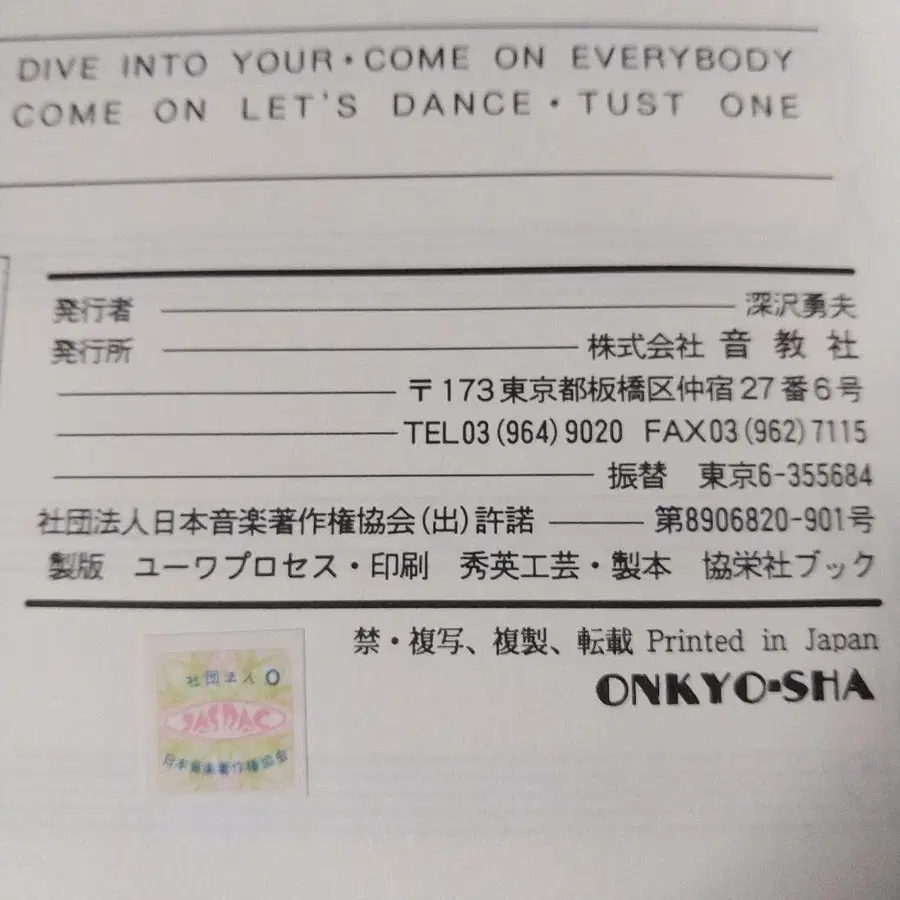 DIVE INTO YOUR・COME ON EVERYBODY
COME ON LET'S DANCE・TUST ONE
発行者 深沢勇夫
発行所 株式会社 音教社
〒173東京都板橋区仲宿27番6号
TEL03(964)9020 FAX03(962)7115
振替 東京6-355684
社団法人日本音楽著作権協会(出)許諾 第8906820-901号
製版 ユーワプロセス・印刷 秀英工芸・製本 協栄社ブック
禁・複写、複製、転載 Printed in Japan
ONKYO-SHA
社団法人 O
JASRAC
日本音楽著作権協会